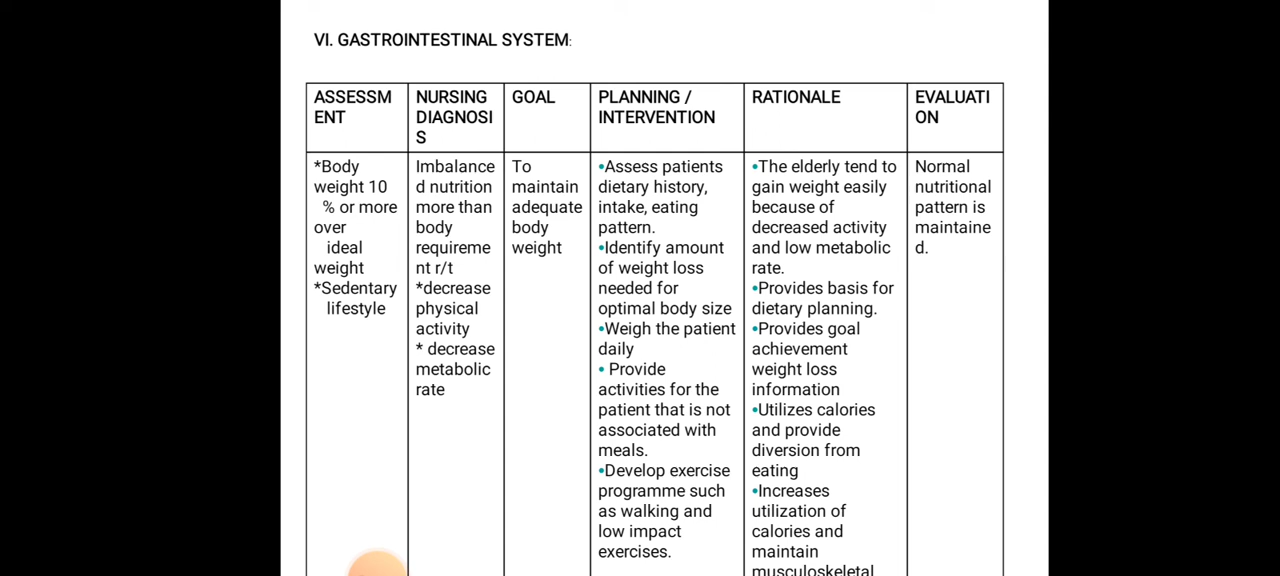 VI. GASTROINTESTINAL SYSTEM:
ASSESSM
ENT
NURSING
DIAGNOSI
S
GOAL
PLANNING /
INTERVENTION
RATIONALE
EVALUATI
ON
*Body
weight 10
% or more
over
ideal
weight
*Sedentary
lifestyle
Imbalance
d nutrition
more than
body
requireme
nt r/t
*decrease
physical
activity
* decrease
metabolic
rate
To
maintain
adequate
body
weight
•Assess patients
dietary history,
intake, eating
pattern.
•Identify amount
of weight loss
needed for
optimal body size
•Weigh the patient
daily
• Provide
activities for the
patient that is not
associated with
meals.
•Develop exercise
programme such
as walking and
low impact
exercises.
•The elderly tend to
gain weight easily
because of
decreased activity
and low metabolic
rate.
•Provides basis for
dietary planning.
•Provides goal
achievement
weight loss
information
•Utilizes calories
and provide
diversion from
eating
•Increases
utilization of
calories and
maintain
musculoskeletal
Normal
nutritional
pattern is
maintaine
d.